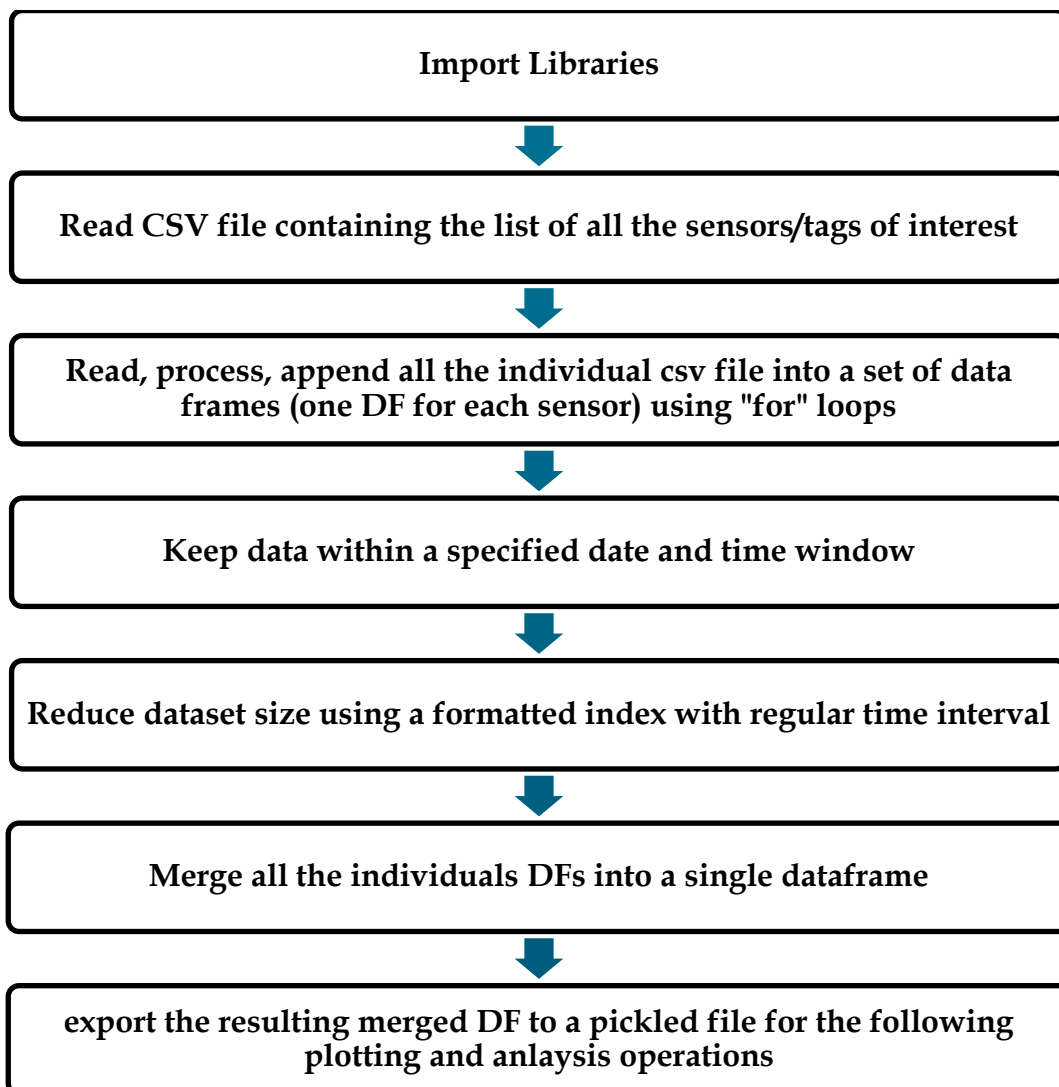 Import Libraries
Read CSV file containing the list of all the sensors/tags of interest
Read, process, append all the individual csv file into a set of data
frames (one DF for each sensor) using "for" loops
Keep data within a specified date and time window
Reduce dataset size using a formatted index with regular time interval
Merge all the individuals DFs into a single dataframe
export the resulting merged DF to a pickled file for the following
plotting and anlaysis operations